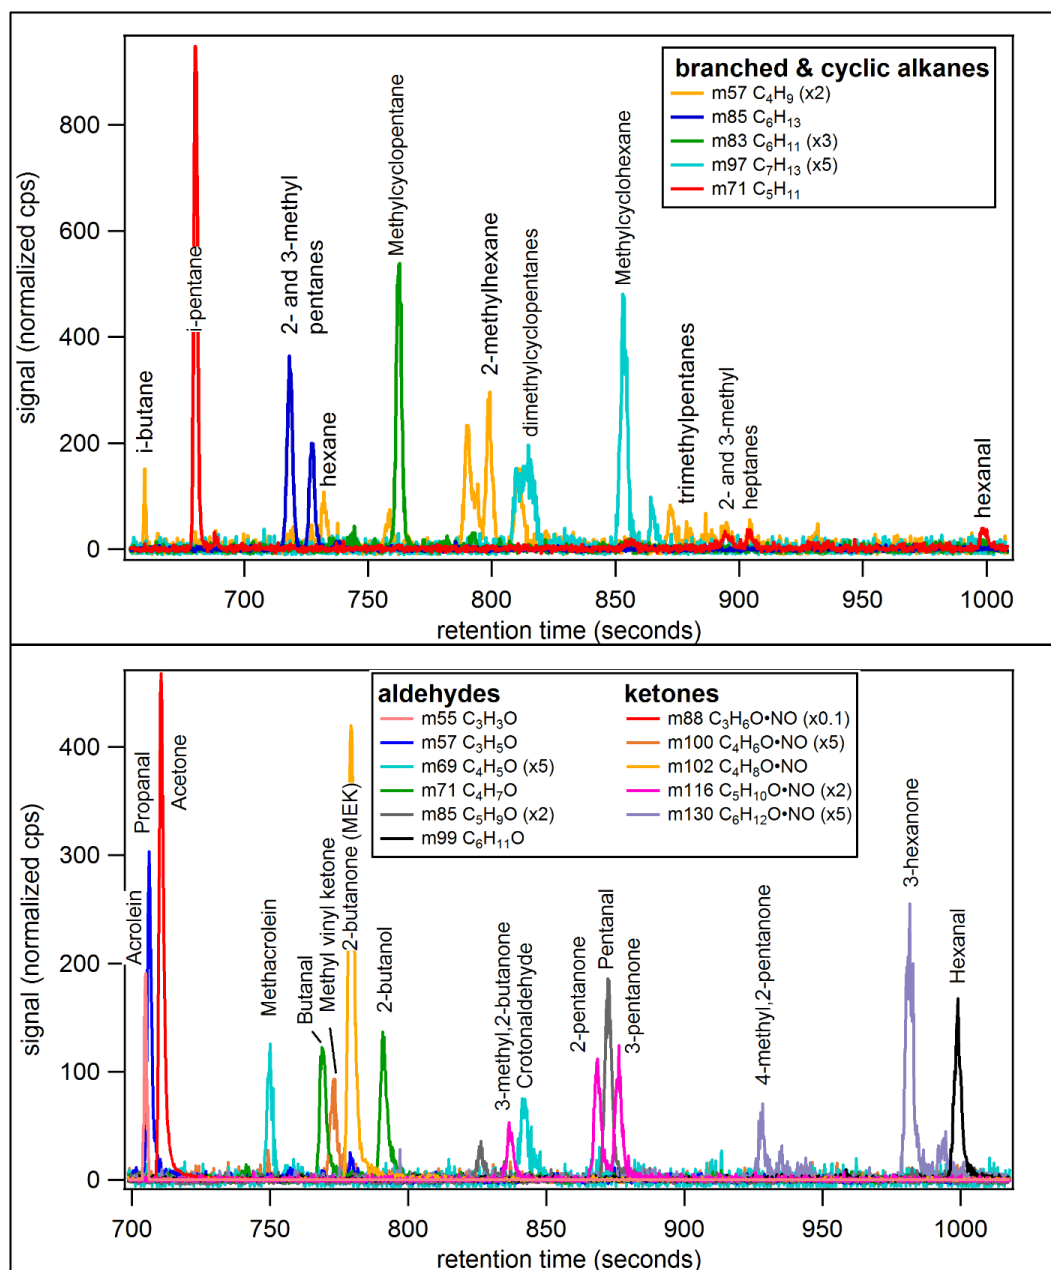 branched & cyclic alkanes
m57 C₄H₉ (x2)
m85 C₆H₁₃
m83 C₆H₁₁ (x3)
m97 C₇H₁₃ (x5)
m71 C₅H₁₁
signal (normalized cps)
800
600
400
200
0
i-butane
i-pentane
2- and 3-methyl
pentanes
hexane
Methylcyclopentane
2-methylhexane
dimethylcyclopentanes
Methylcyclohexane
trimethylpentanes
2- and 3-methyl
heptanes
hexanal
700
750
800
850
900
950
1000
retention time (seconds)
aldehydes
m55 C₃H₃O
m57 C₃H₅O
m69 C₄H₅O (x5)
m71 C₄H₇O
m85 C₅H₉O (x2)
m99 C₆H₁₁O
ketones
m88 C₃H₆O•NO (x0.1)
m100 C₄H₆O•NO (x5)
m102 C₄H₈O•NO
m116 C₅H₁₀O•NO (x2)
m130 C₆H₁₂O•NO (x5)
signal (normalized cps)
400
300
200
100
0
Acrolein
Propanal
Acetone
Methacrolein
Butanal
Methyl vinyl ketone
2-butanone (MEK)
2-butanol
3-methyl,2-butanone
Crotonaldehyde
2-pentanone
Pentanal
3-pentanone
4-methyl,2-pentanone
3-hexanone
Hexanal
700
750
800
850
900
950
1000
retention time (seconds)